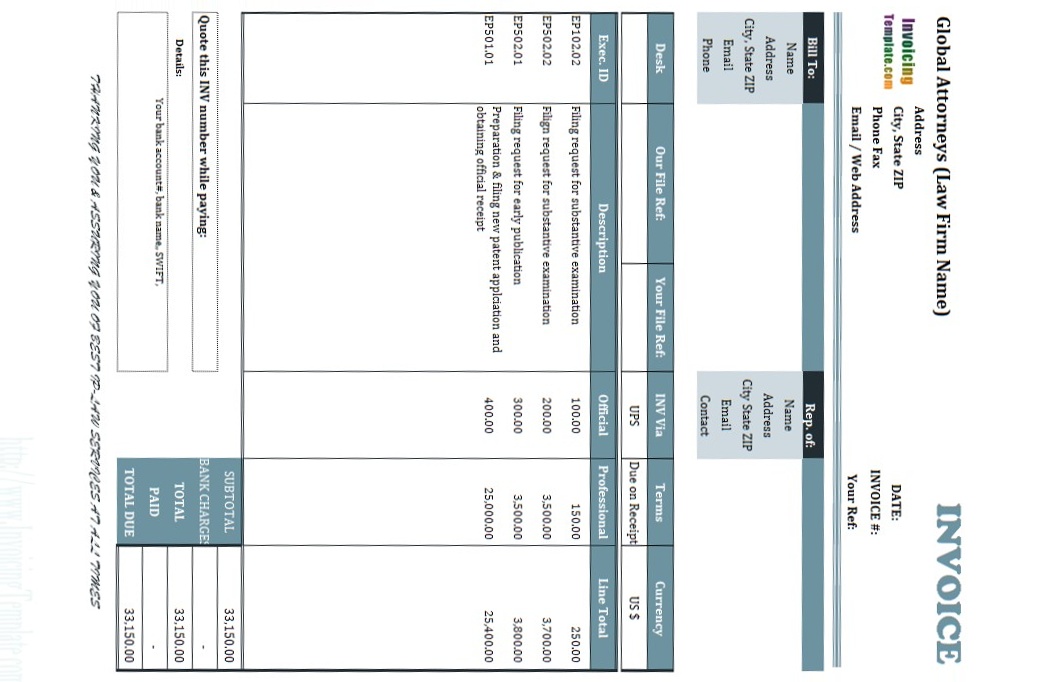 Global Attorneys (Law Firm Name) INVOICE
Invoicing
Template.com
Address
City, State ZIP
Phone Fax
Email / Web Address
DATE:
INVOICE #:
Your Ref:
Bill To: Rep. of:
Name Name
Address Address
City, State ZIP City State ZIP
Email Email
Phone Contact
Desk Our File Ref: Your File Ref: INV Via Terms Currency
UPS Due on Receipt US $
Exec. ID Description Official Professional Line Total
EP102.02 Filing request for substantive examination 100.00 150.00 250.00
EP502.02 Filign request for substantive examination 200.00 3,500.00 3,700.00
EP502.01 Filing request for early publication 300.00 3,500.00 3,800.00
EP501.01 Preparation & filing new patent applciation and 400.00 25,000.00 25,400.00
obtaining official receipt
SUBTOTAL 33,150.00
Quote this INV number while paying: BANK CHARGES -
Details: TOTAL 33,150.00
Your bank account#, bank name, SWIFT, PAID -
TOTAL DUE 33,150.00
THANKING YOU & ASSURING YOU OF BEST IP-LAW SERVICES AT ALL TIMES
http://www.InvoicingTemplate.com